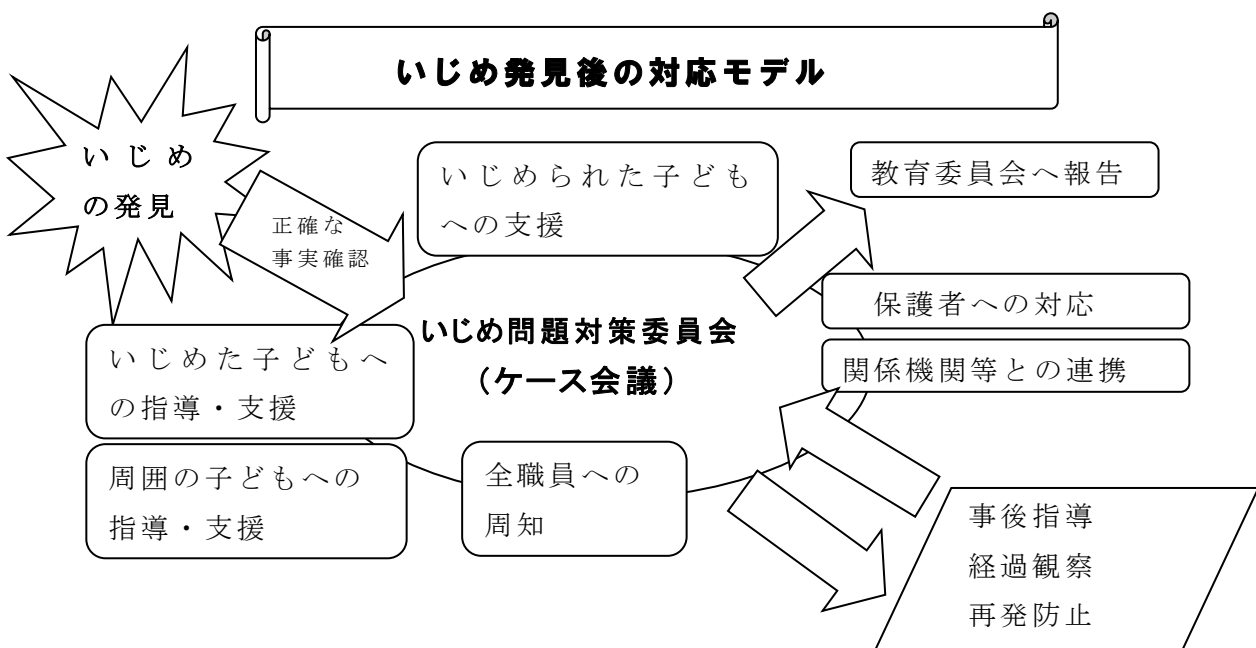 いじめ発見後の対応モデル
いじめ
の発見
正確な
事実確認
いじめられた子ども
への支援
教育委員会へ報告
保護者への対応
関係機関等との連携
いじめ問題対策委員会
（ケース会議）
いじめた子どもへ
の指導・支援
周囲の子どもへの
指導・支援
全職員への
周知
事後指導
経過観察
再発防止